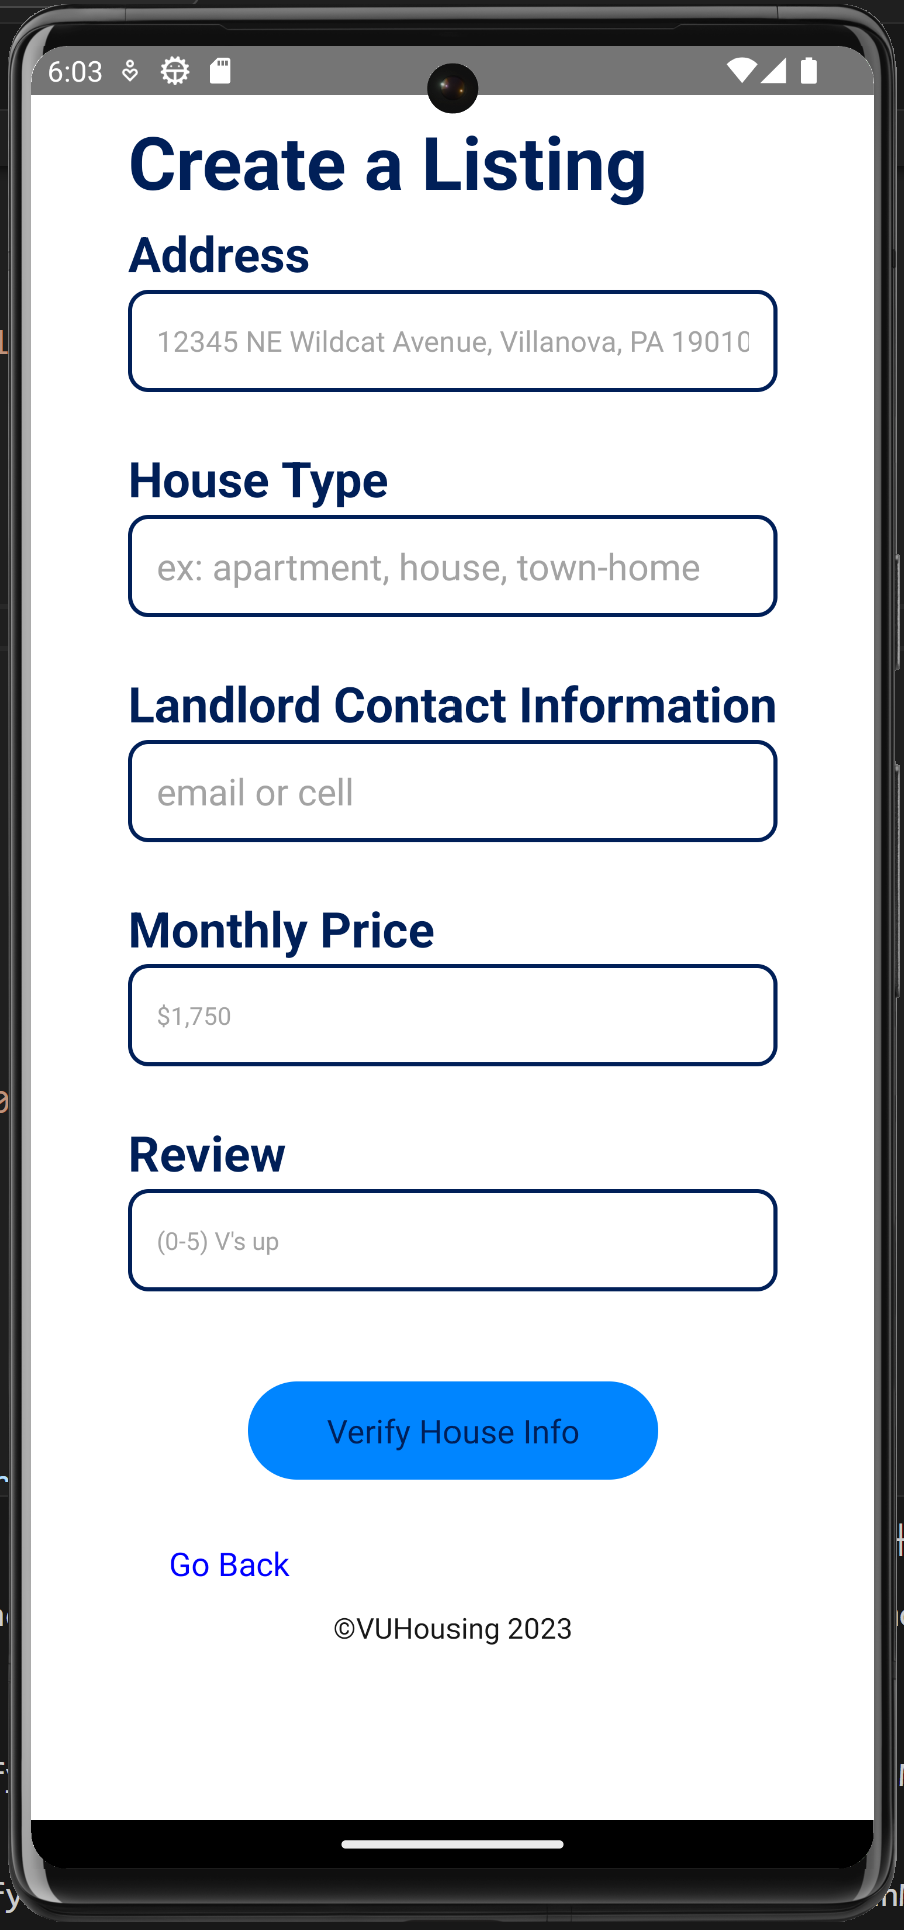 6:03
Create a Listing
Address
12345 NE Wildcat Avenue, Villanova, PA 19010
House Type
ex: apartment, house, town-home
Landlord Contact Information
email or cell
Monthly Price
$1,750
Review
(0-5) V's up
Verify House Info
Go Back
©VUHousing 2023